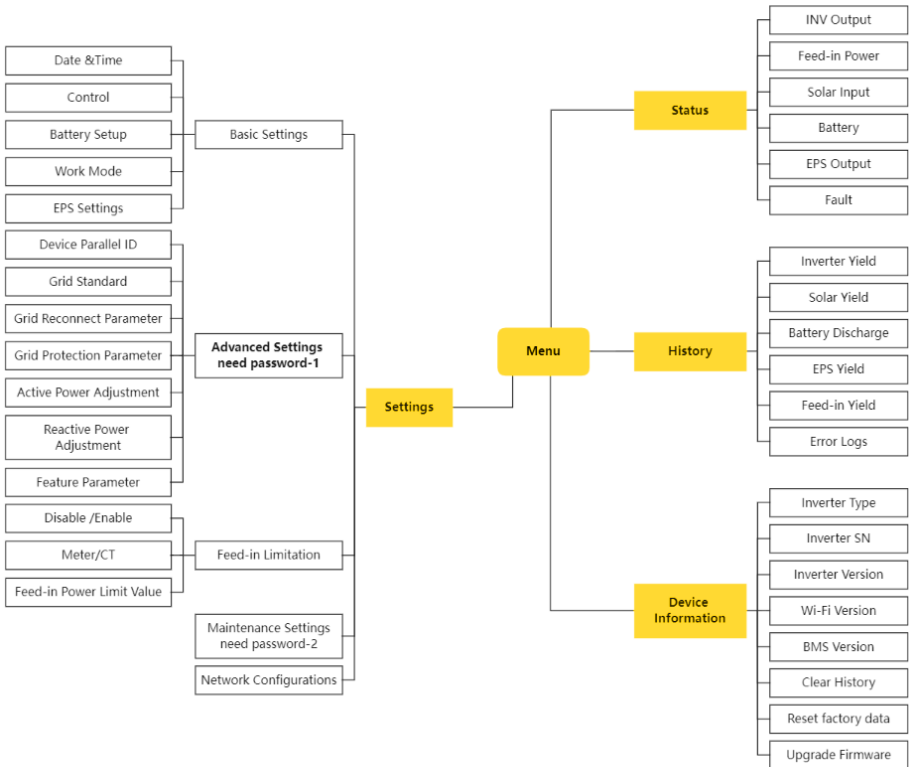 Date &Time
Control
Battery Setup
Work Mode
EPS Settings
Basic Settings
Device Parallel ID
Grid Standard
Grid Reconnect Parameter
Grid Protection Parameter
Active Power Adjustment
Reactive Power
Adjustment
Feature Parameter
Advanced Settings
need password-1
Disable /Enable
Meter/CT
Feed-in Power Limit Value
Feed-in Limitation
Maintenance Settings
need password-2
Network Configurations
Settings
Menu
Status
INV Output
Feed-in Power
Solar Input
Battery
EPS Output
Fault
History
Inverter Yield
Solar Yield
Battery Discharge
EPS Yield
Feed-in Yield
Error Logs
Device
Information
Inverter Type
Inverter SN
Inverter Version
Wi-Fi Version
BMS Version
Clear History
Reset factory data
Upgrade Firmware